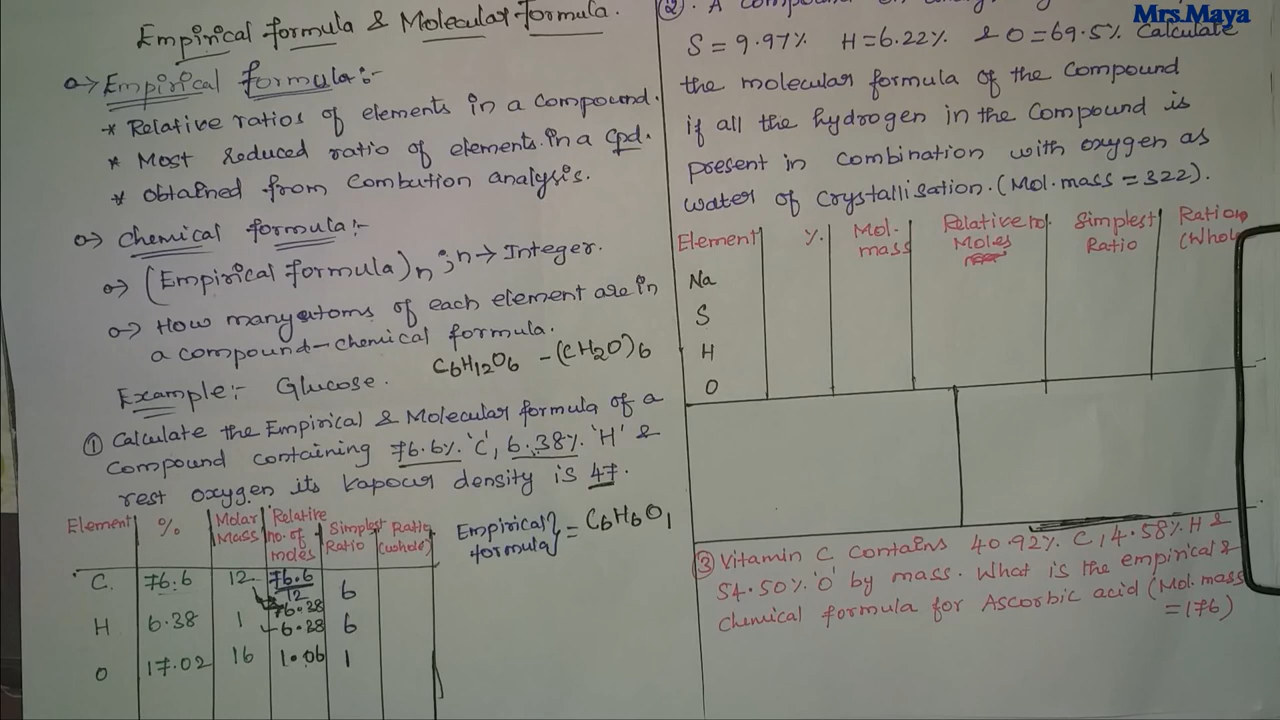 Empirical formula & Molecular formula.
Empirical formula:-
* Relative ratios of elements in a compound.
* Most reduced ratio of elements in a cpd.
* Obtained from Combution analysis.
Chemical formula:-
(Empirical formula)n ; n → Integer.
How many atoms of each element are in
a compound - chemical formula.
Example:- Glucose. C6H12O6 - (CH2O)6
① Calculate the Empirical & Molecular formula of a
compound containing 76.6% 'C', 6.38% 'H' &
rest oxygen its vapour density is 47.
Element % Molar Mass Relative no. of moles Simplest Ratio Ratio (whole)
C. 76.6 12 76.6/12 6
H 6.38 1 6.38 6
O 17.02 16 1.06 1
Empirical formula } = C6H6O1
Mrs.Maya
② A compound on
S = 9.97% H = 6.22% & O = 69.5% Calculate
the molecular formula of the compound
if all the hydrogen in the compound is
present in combination with oxygen as
water of crystallisation. (Mol. mass = 322).
Element % Mol. mass Relative no. Moles Simplest Ratio Ratio (Whol
Na
S
H
O
③ Vitamin C contains 40.92% C, 4.58% H &
54.50% 'O' by mass. What is the empirical &
chemical formula for Ascorbic acid (Mol. mass
= 176)